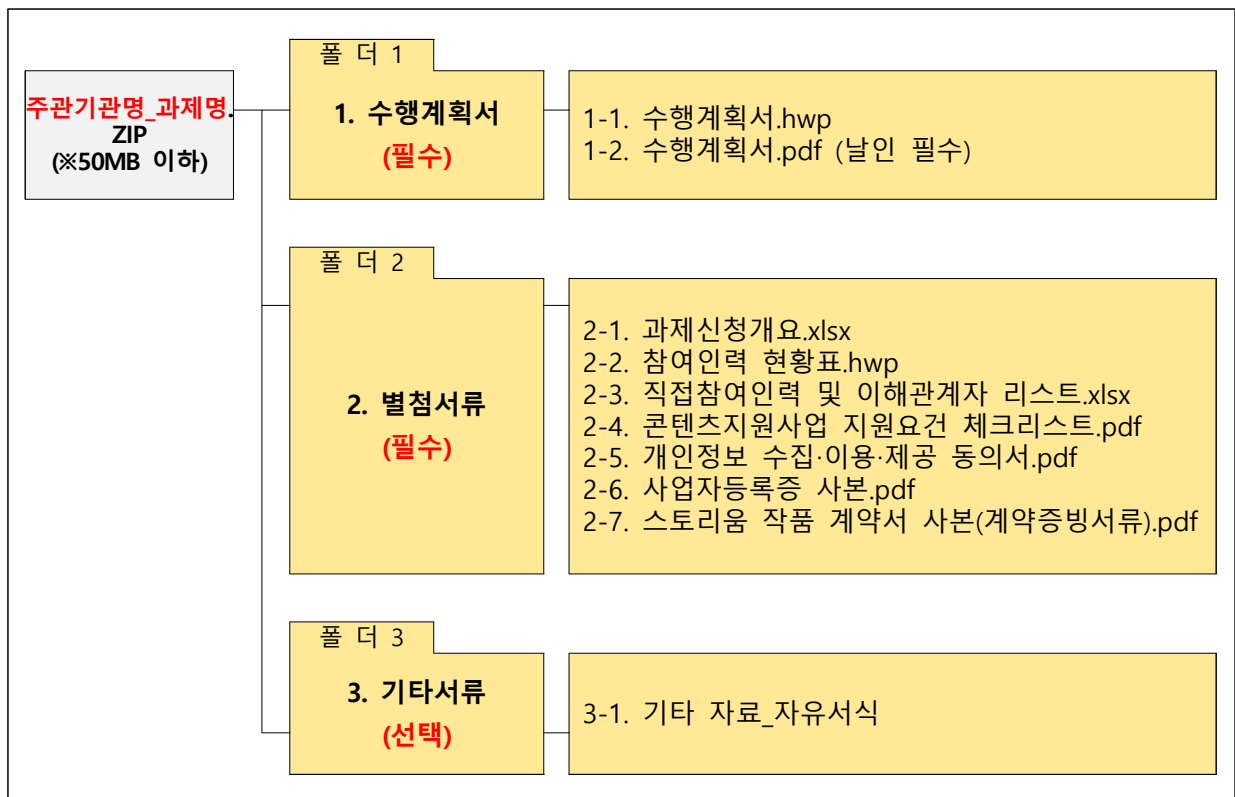 주관기관명_과제명.
ZIP
(※50MB 이하)
폴 더 1
1. 수행계획서
(필수)
1-1. 수행계획서.hwp
1-2. 수행계획서.pdf (날인 필수)
폴 더 2
2. 별첨서류
(필수)
2-1. 과제신청개요.xlsx
2-2. 참여인력 현황표.hwp
2-3. 직접참여인력 및 이해관계자 리스트.xlsx
2-4. 콘텐츠지원사업 지원요건 체크리스트.pdf
2-5. 개인정보 수집·이용·제공 동의서.pdf
2-6. 사업자등록증 사본.pdf
2-7. 스토리움 작품 계약서 사본(계약증빙서류).pdf
폴 더 3
3. 기타서류
(선택)
3-1. 기타 자료_자유서식